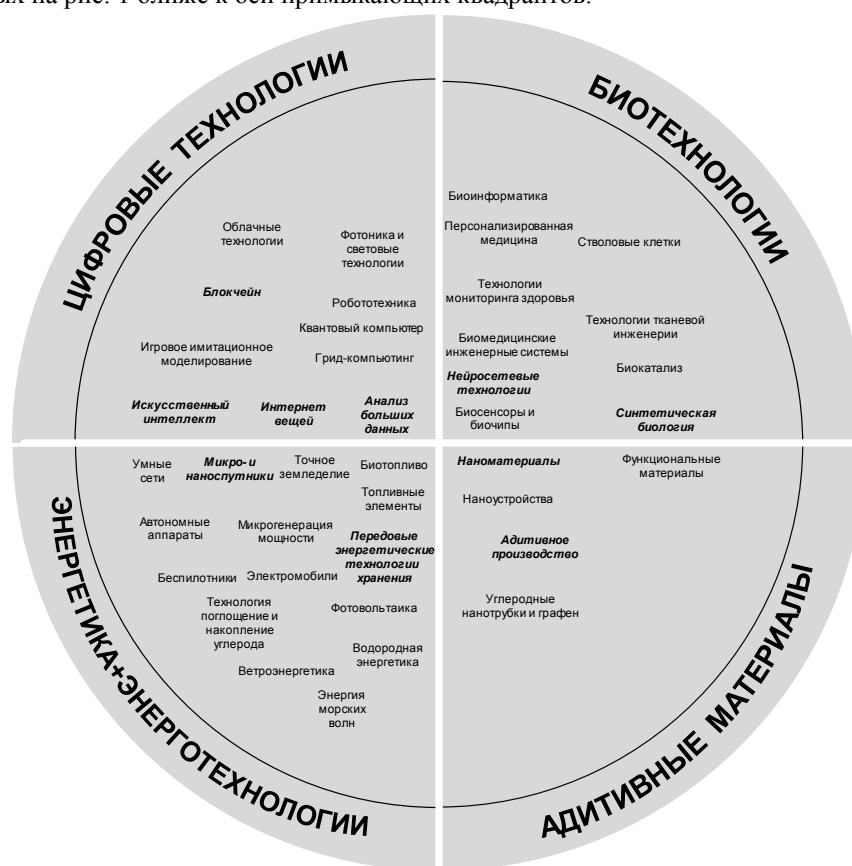 ых на рис. 1 ближе к оси примыкающих квадрантов.
ЦИФРОВЫЕ ТЕХНОЛОГИИ
Облачные
технологии
Фотоника и
световые
технологии
Блокчейн
Робототехника
Квантовый компьютер
Игровое имитационное
моделирование
Грид-компьютинг
Искусственный
интеллект
Интернет
вещей
Анализ
больших
данных
БИОТЕХНОЛОГИИ
Биоинформатика
Персонализированная
медицина
Стволовые клетки
Технологии
мониторинга здоровья
Технологии тканевой
инженерии
Биомедицинские
инженерные системы
Биокатализ
Нейросетевые
технологии
Биосенсоры и
биочипы
Синтетическая
биология
ЭНЕРГЕТИКА+ЭНЕРГОТЕХНОЛОГИИ
Умные
сети
Микро- и
наноспутники
Точное
земледелие
Биотопливо
Топливные
элементы
Автономные
аппараты
Микрогенерация
мощности
Передовые
энергетические
технологии
хранения
Беспилотники
Электромобили
Технология
поглощение и
накопление
углерода
Фотовольтаика
Водородная
энергетика
Ветроэнергетика
Энергия
морских
волн
АДИТИВНЫЕ МАТЕРИАЛЫ
Наноматериалы
Функциональные
материалы
Наноустройства
Адитивное
производство
Углеродные
нанотрубки и графен